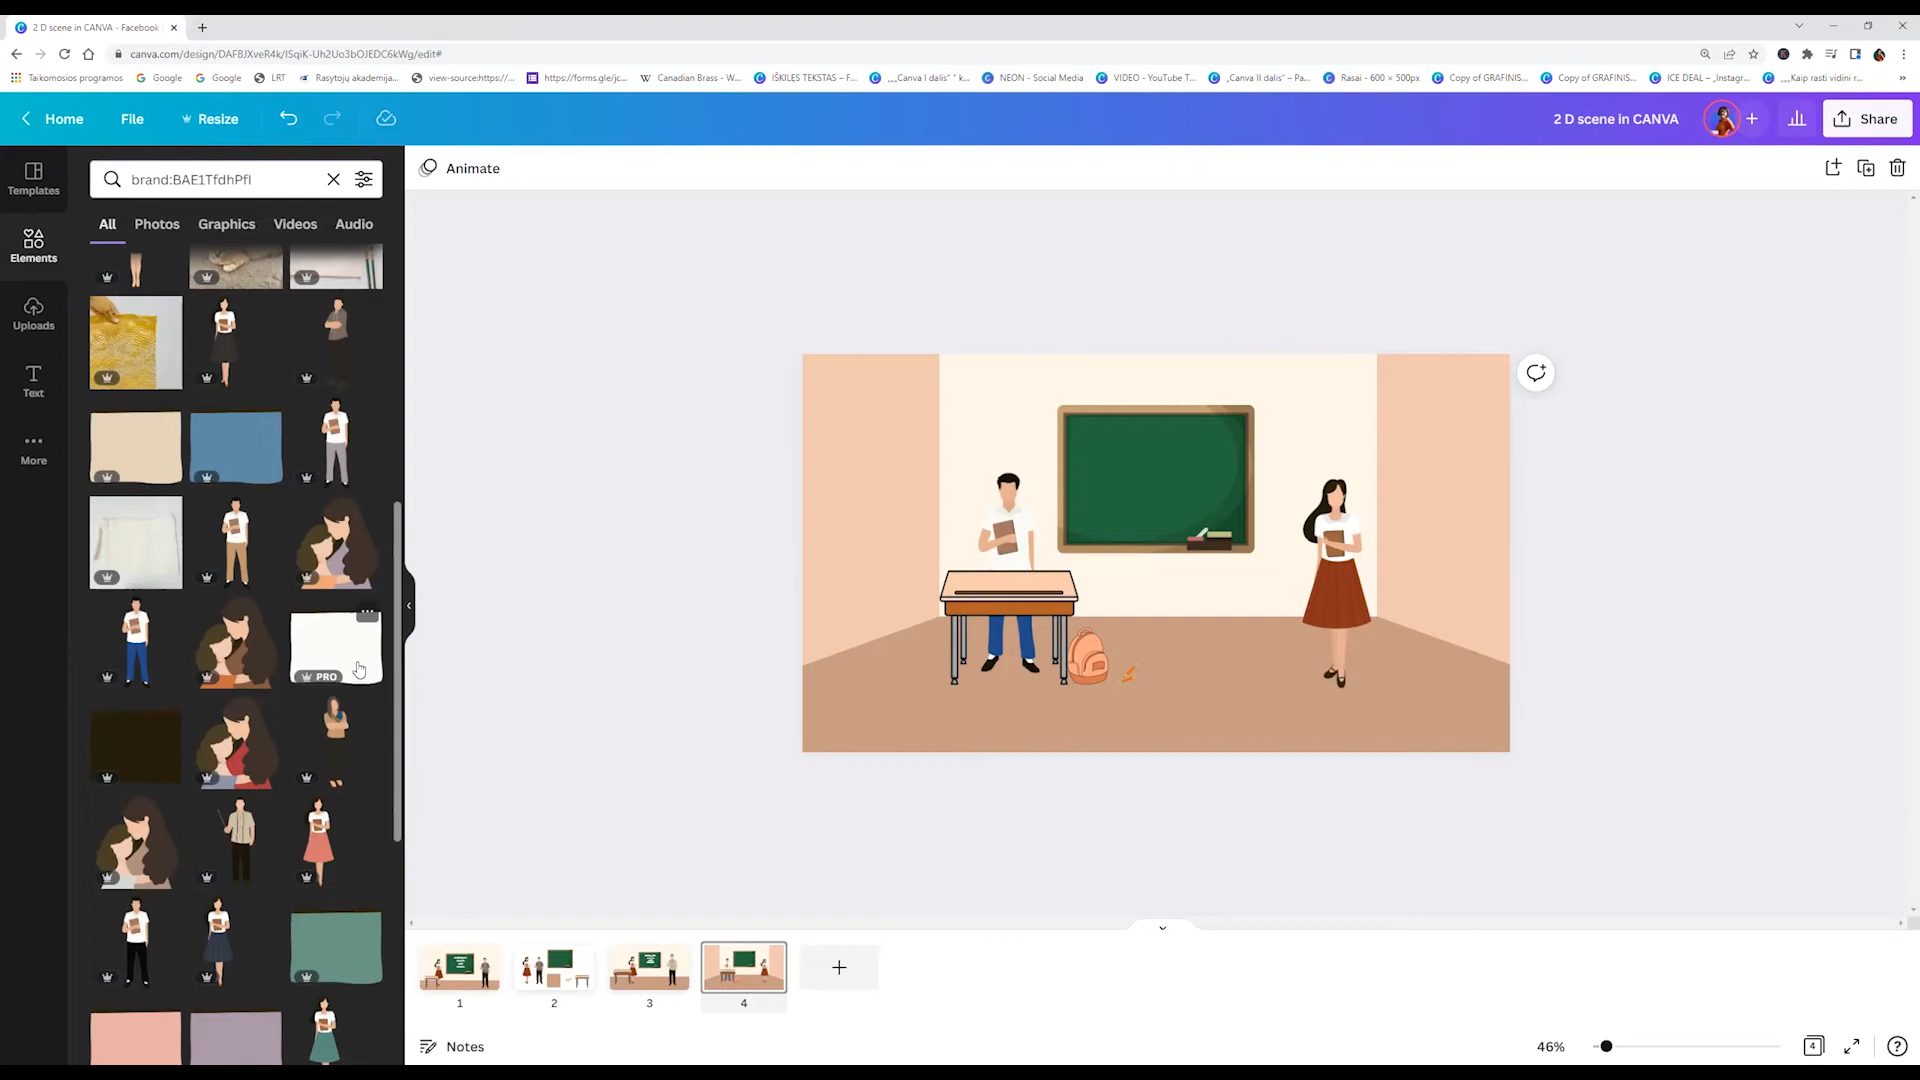 2 D scene in CANVA - Facebook
canva.com/design/DAFBJXveR4k/ISqiK-Uh2Uo3bOJEDC6kWg/edit#
Taikomosios programos
Google
Google
LRT
Rasytojų akademija...
view-source:https://...
https://forms.gle/jc...
Canadian Brass - W...
IŠKILĘS TEKSTAS – F...
„„Canva I dalis" " k...
NEON - Social Media
VIDEO - YouTube T...
„Canva II dalis" – Pa...
Rasai - 600 × 500px
Copy of GRAFINIS...
Copy of GRAFINIS...
ICE DEAL – „Instagr...
„„Kaip rasti vidinį r...
Home
File
Resize
2 D scene in CANVA
Share
Templates
Elements
Uploads
Text
More
brand:BAE1TfdhPfI
All
Photos
Graphics
Videos
Audio
PRO
Animate
1
2
3
4
Notes
46%
4